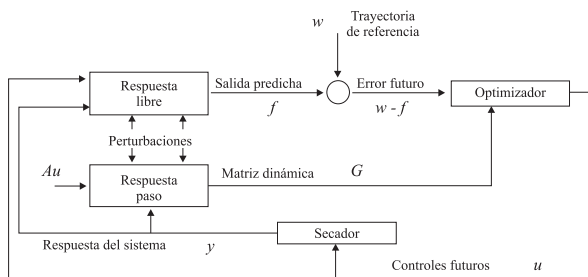 w
Trayectoria
de referencia
Respuesta
libre
Salida predicha
f
Error futuro
w - f
Optimizador
Perturbaciones
Au
Respuesta
paso
Matriz dinámica
G
Respuesta del sistema
y
Secador
Controles futuros
u